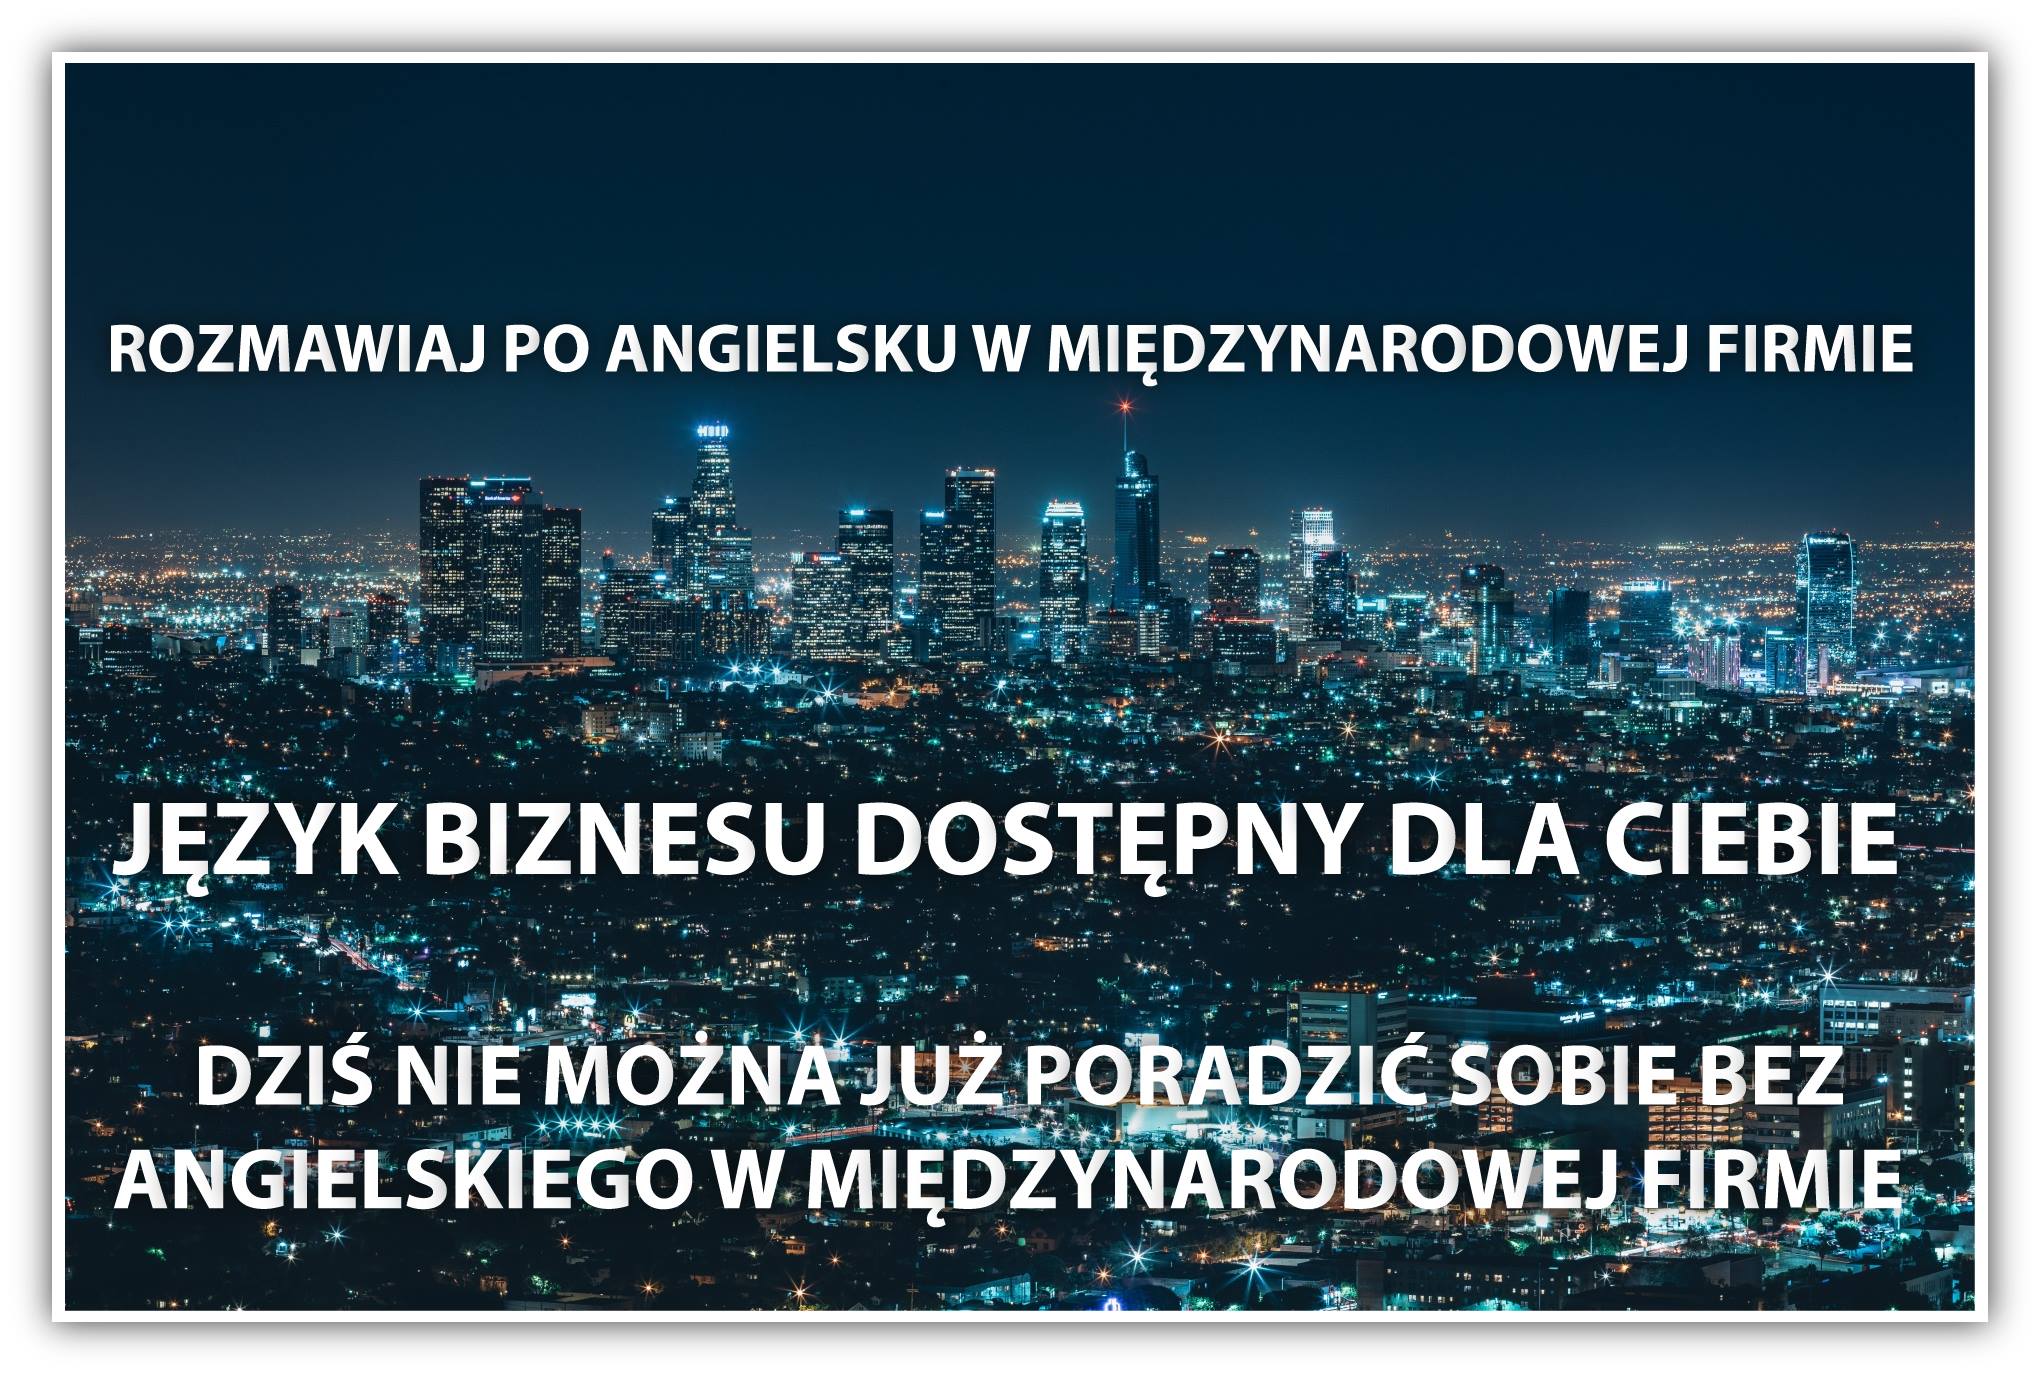 ROZMAWIAJ PO ANGIELSKU W MIĘDZYNARODOWEJ FIRMIE
JĘZYK BIZNESU DOSTĘPNY DLA CIEBIE
DZIŚ NIE MOŻNA JUŻ PORADZIĆ SOBIE BEZ
ANGIELSKIEGO W MIĘDZYNARODOWEJ FIRMIE